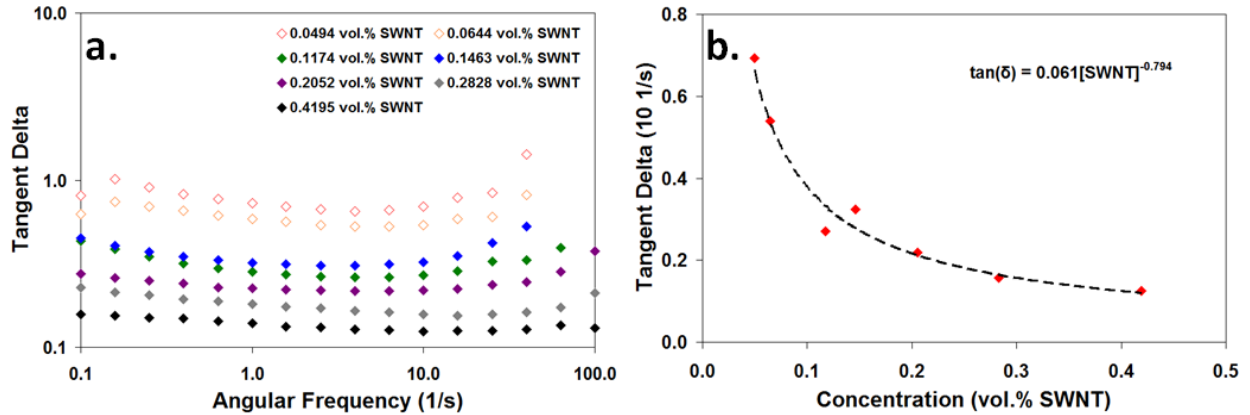 a.
10.0
1.0
0.1
Tangent Delta
0.0494 vol.% SWNT 0.0644 vol.% SWNT
0.1174 vol.% SWNT 0.1463 vol.% SWNT
0.2052 vol.% SWNT 0.2828 vol.% SWNT
0.4195 vol.% SWNT
0.1 1.0 10.0 100.0
Angular Frequency (1/s)
b.
0.8
0.6
0.4
0.2
0.0
Tangent Delta (10 1/s)
tan(δ) = 0.061[SWNT]-0.794
0.0 0.1 0.2 0.3 0.4 0.5
Concentration (vol.% SWNT)